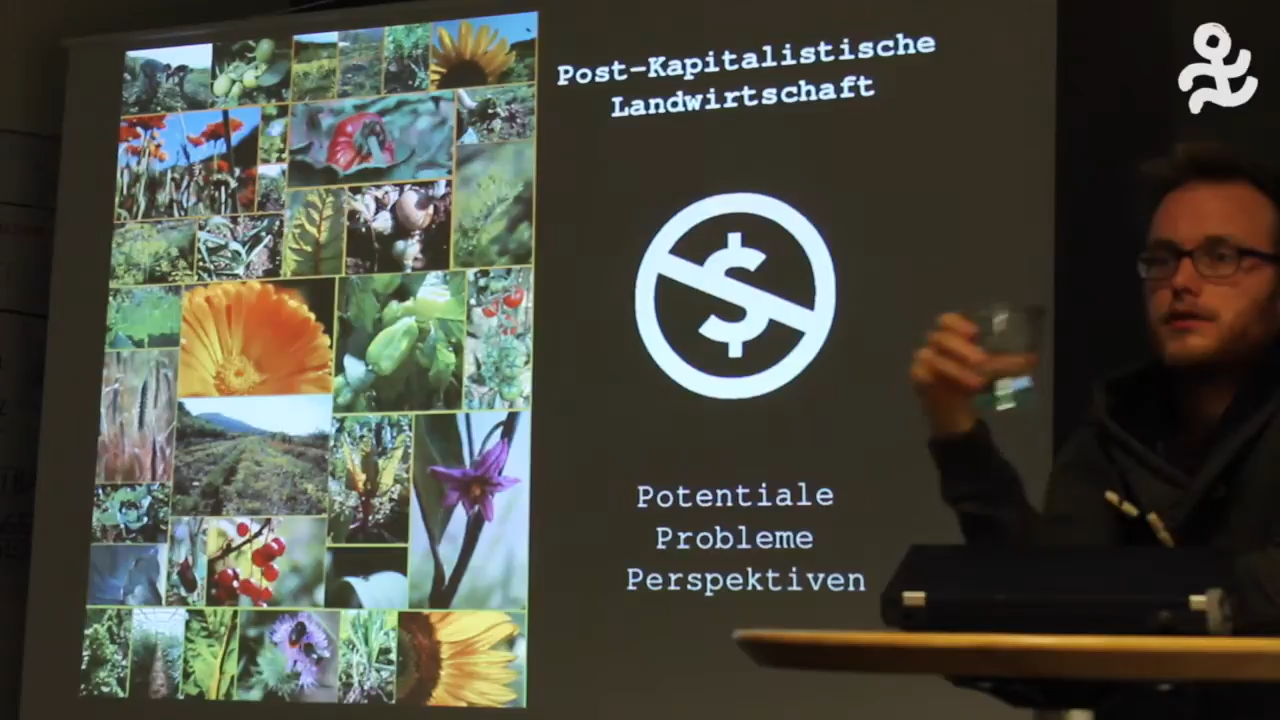 Post-Kapitalistische
Landwirtschaft
$
Potentiale
Probleme
Perspektiven